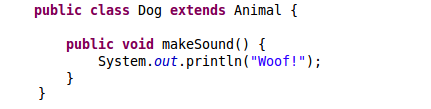 public class Dog extends Animal {
public void makeSound() {
System.out.println("Woof!");
}
}